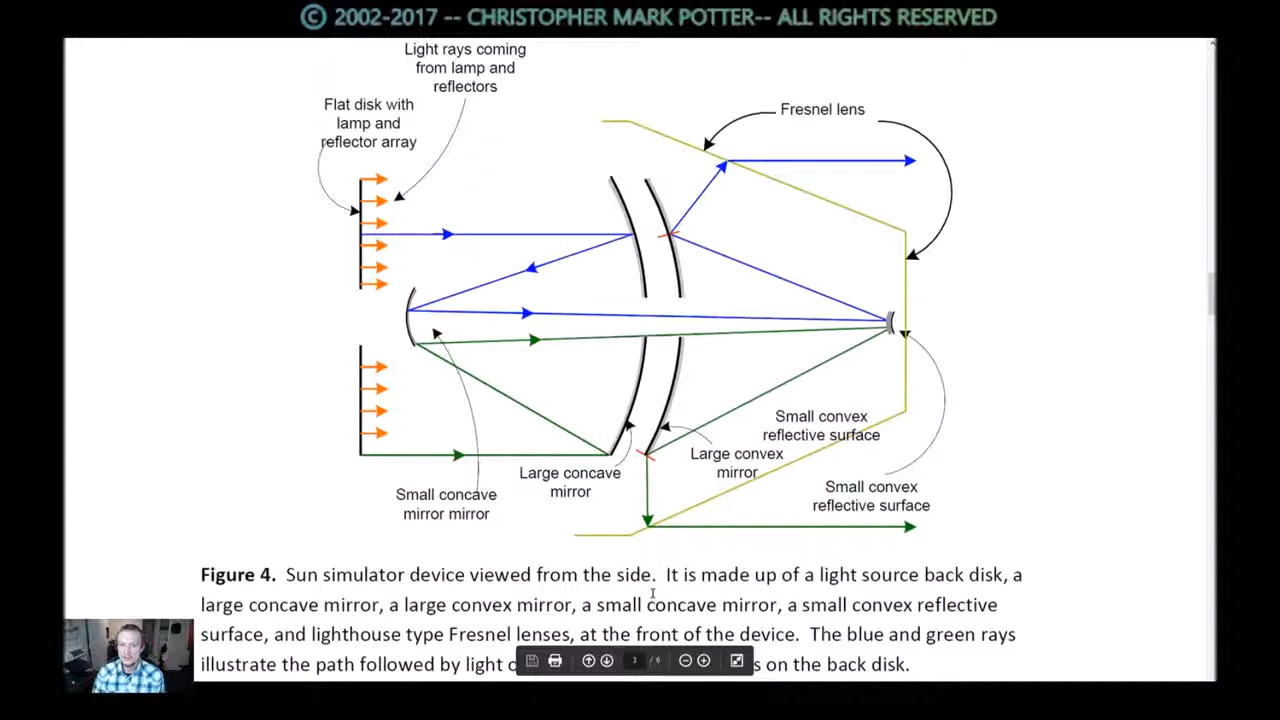 © 2002-2017 -- CHRISTOPHER MARK POTTER-- ALL RIGHTS RESERVED
Light rays coming
from lamp and
reflectors
Flat disk with
lamp and
reflector array
Fresnel lens
Small convex
reflective surface
Large convex
mirror
Large concave
mirror
Small concave
mirror mirror
Small convex
reflective surface
Figure 4. Sun simulator device viewed from the side. It is made up of a light source back disk, a
large concave mirror, a large convex mirror, a small concave mirror, a small convex reflective
surface, and lighthouse type Fresnel lenses, at the front of the device. The blue and green rays
illustrate the path followed by light
s on the back disk.
3 / 6